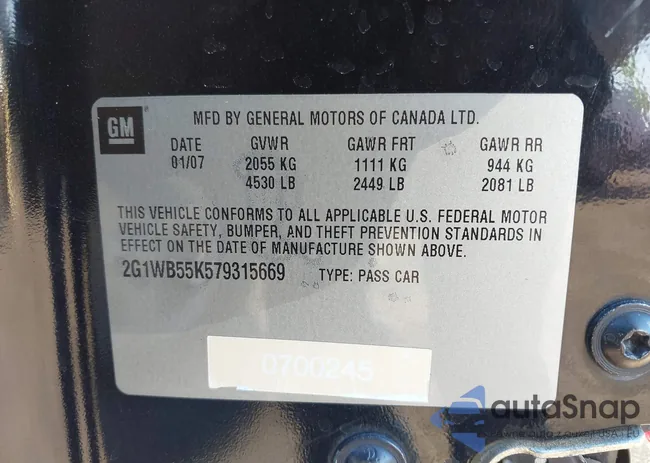 GM
MFD BY GENERAL MOTORS OF CANADA LTD.
DATE GVWR GAWR FRT GAWR RR
01/07 2055 KG 1111 KG 944 KG
4530 LB 2449 LB 2081 LB
THIS VEHICLE CONFORMS TO ALL APPLICABLE U.S. FEDERAL MOTOR
VEHICLE SAFETY, BUMPER, AND THEFT PREVENTION STANDARDS IN
EFFECT ON THE DATE OF MANUFACTURE SHOWN ABOVE.
2G1WB55K579315669 TYPE: PASS CAR
0700245
autoSnap
USA i EU